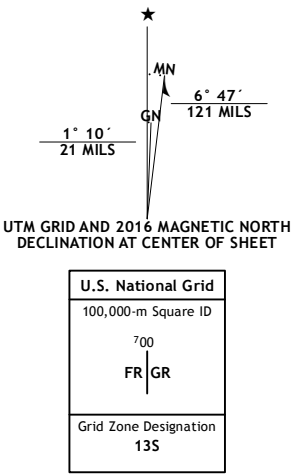 ★
MN
GN
6° 47´
121 MILS
1° 10´
21 MILS
UTM GRID AND 2016 MAGNETIC NORTH
DECLINATION AT CENTER OF SHEET
U.S. National Grid
100,000-m Square ID
⁷00
FR GR
Grid Zone Designation
13S